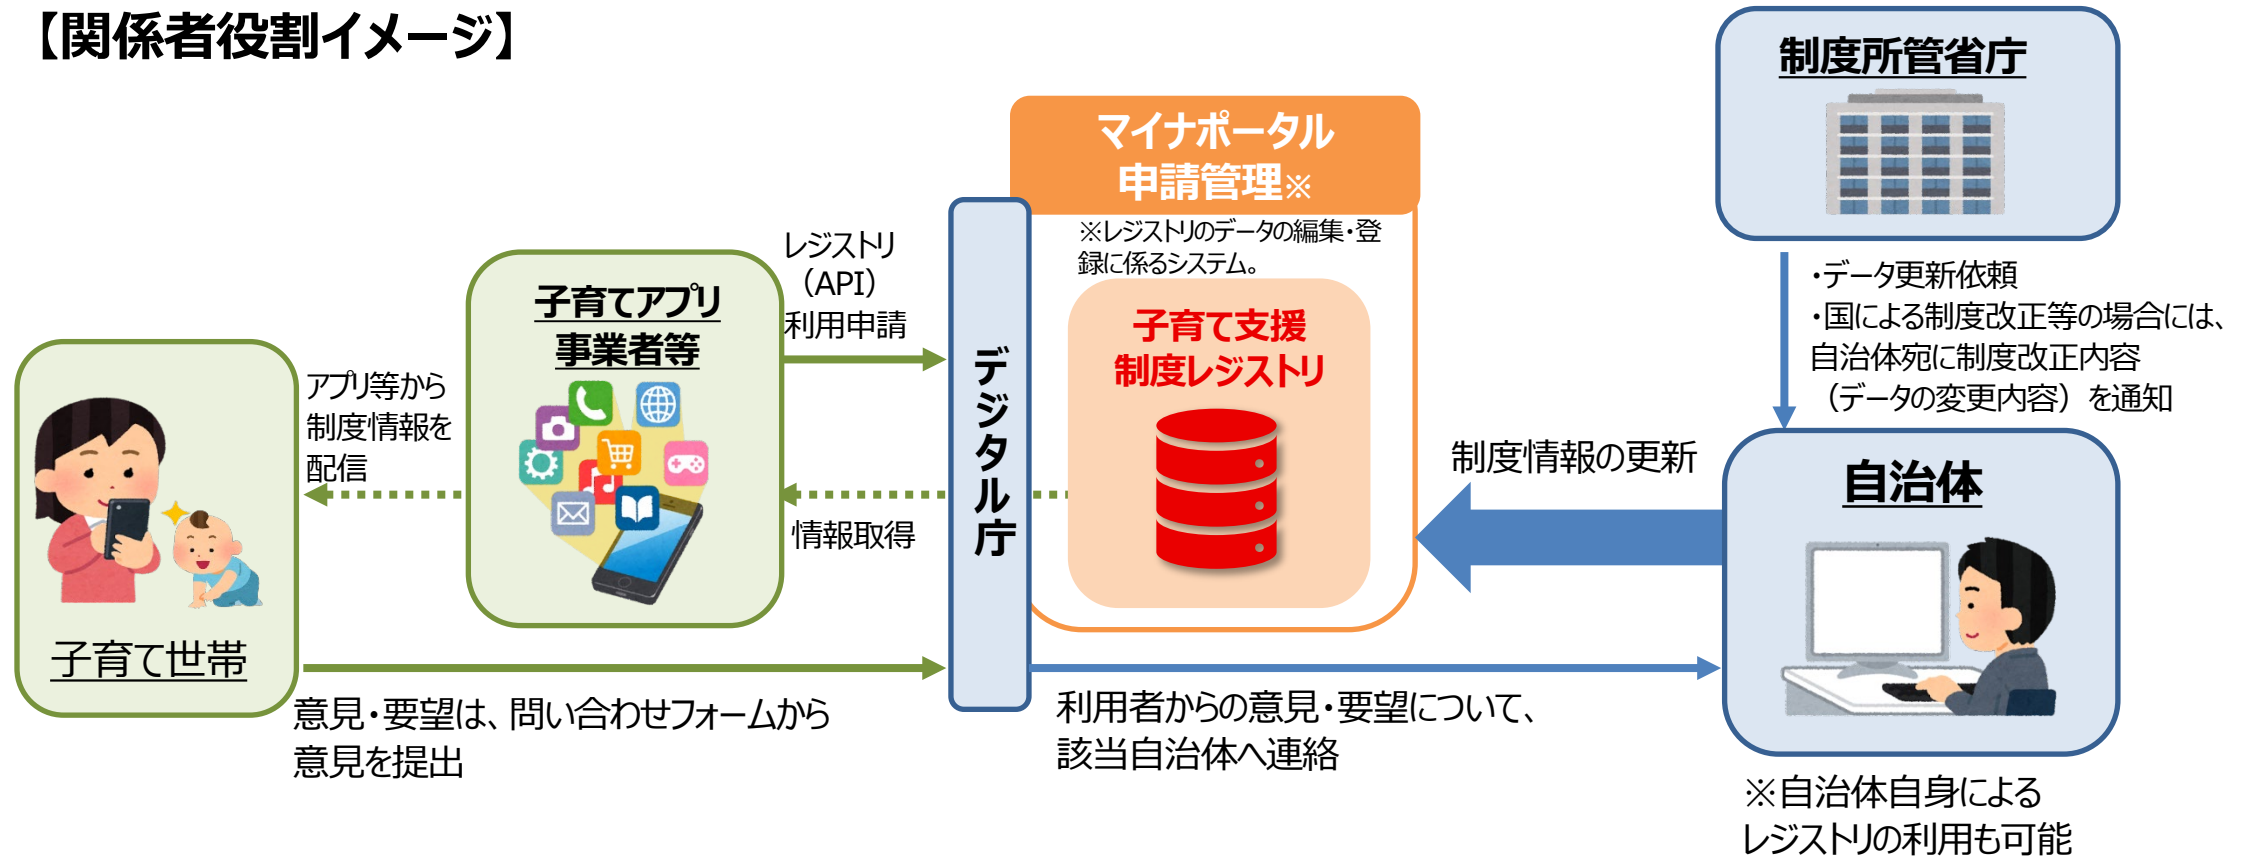 【関係者役割イメージ】
制度所管省庁
マイナポータル
申請管理※
※レジストリのデータの編集・登
録に係るシステム。
レジストリ
（API）
利用申請
・データ更新依頼
・国による制度改正等の場合には、
自治体宛に制度改正内容
（データの変更内容）を通知
子育てアプリ
事業者等
子育て支援
制度レジストリ
デジタル庁
アプリ等から
制度情報を
配信
制度情報の更新
自治体
情報取得
子育て世帯
意見・要望は、問い合わせフォームから
意見を提出
利用者からの意見・要望について、
該当自治体へ連絡
※自治体自身による
レジストリの利用も可能